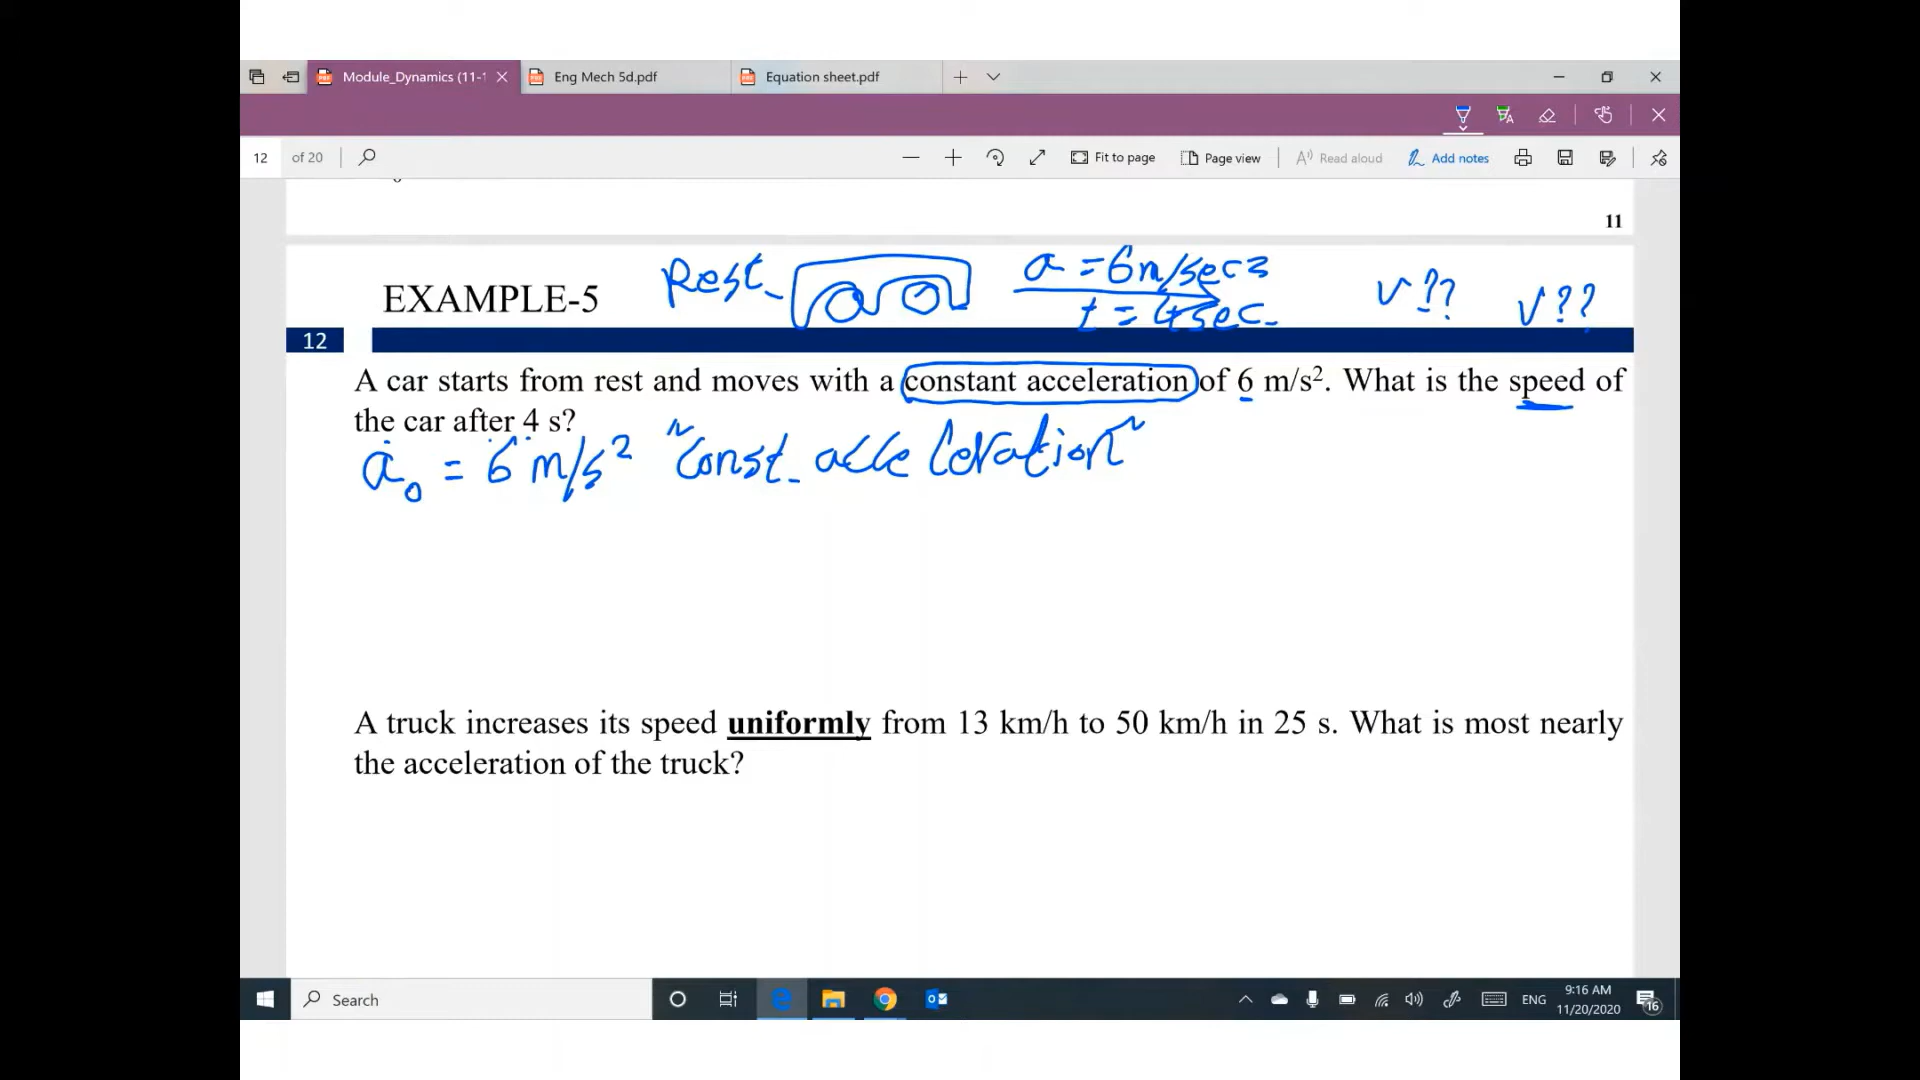 Module_Dynamics (11-1
Eng Mech 5d.pdf
Equation sheet.pdf
12 of 20
Fit to page
Page view
Read aloud
Add notes
11
EXAMPLE-5
Rest
a = 6m/sec2
t = 4sec.
v ??
v ??
12
A car starts from rest and moves with a constant acceleration of 6 m/s². What is the speed of
the car after 4 s?
a₀ = 6 m/s² "const. acceleration"
A truck increases its speed uniformly from 13 km/h to 50 km/h in 25 s. What is most nearly
the acceleration of the truck?
Search
ENG
9:16 AM
11/20/2020
16